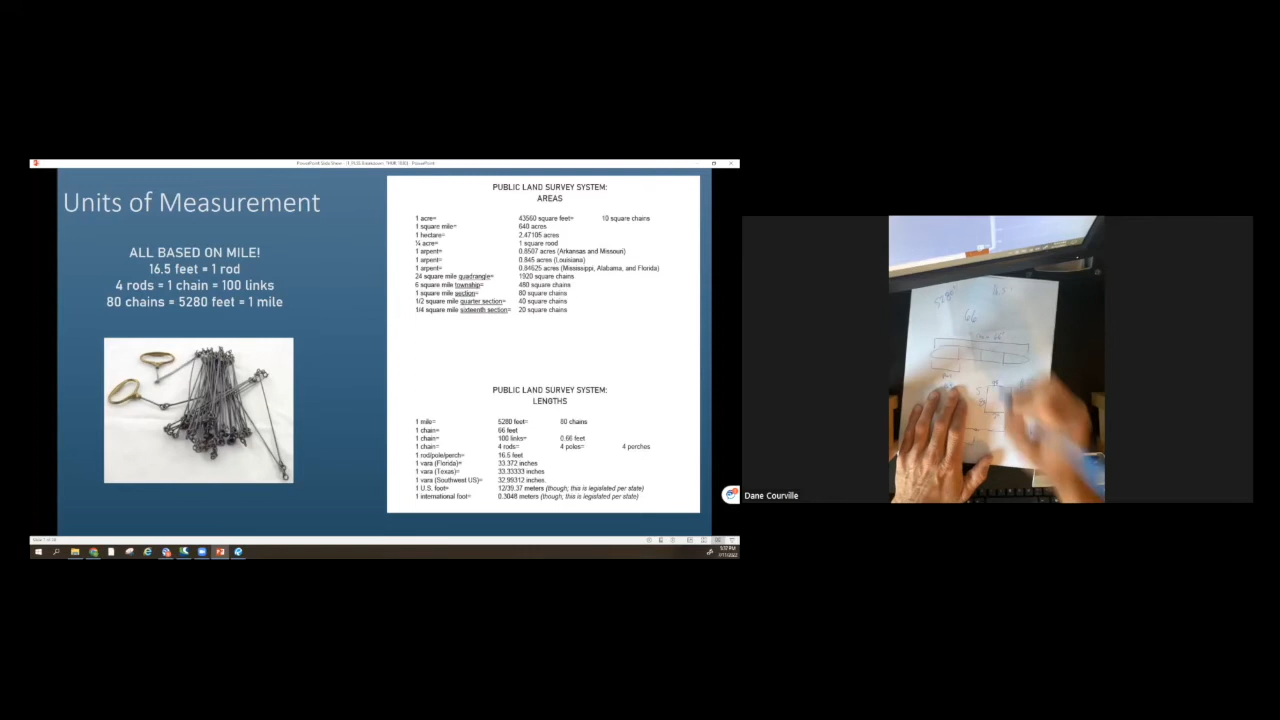 Units of Measurement
ALL BASED ON MILE!
16.5 feet = 1 rod
4 rods = 1 chain = 100 links
80 chains = 5280 feet = 1 mile
PUBLIC LAND SURVEY SYSTEM:
AREAS
1 acre= 43560 square feet= 10 square chains
1 square mile= 640 acres
1 hectare= 2.47105 acres
¼ acre= 1 square rood
1 arpent= 0.8507 acres (Arkansas and Missouri)
1 arpent= 0.845 acres (Louisiana)
1 arpent= 0.84625 acres (Mississippi, Alabama, and Florida)
24 square mile quadrangle= 1920 square chains
6 square mile township= 480 square chains
1 square mile section= 80 square chains
1/2 square mile quarter section= 40 square chains
1/4 square mile sixteenth section= 20 square chains
PUBLIC LAND SURVEY SYSTEM:
LENGTHS
1 mile= 5280 feet= 80 chains
1 chain= 66 feet
1 chain= 100 links= 0.66 feet
1 chain= 4 rods= 4 poles= 4 perches
1 rod/pole/perch= 16.5 feet
1 vara (Florida)= 33.372 inches
1 vara (Texas)= 33.33333 inches
1 vara (Southwest US)= 32.99312 inches
1 U.S. foot= 12/39.37 meters (though; this is legislated per state)
1 international foot= 0.3048 meters (though, this is legislated per state)
5280
66
Dane Courville